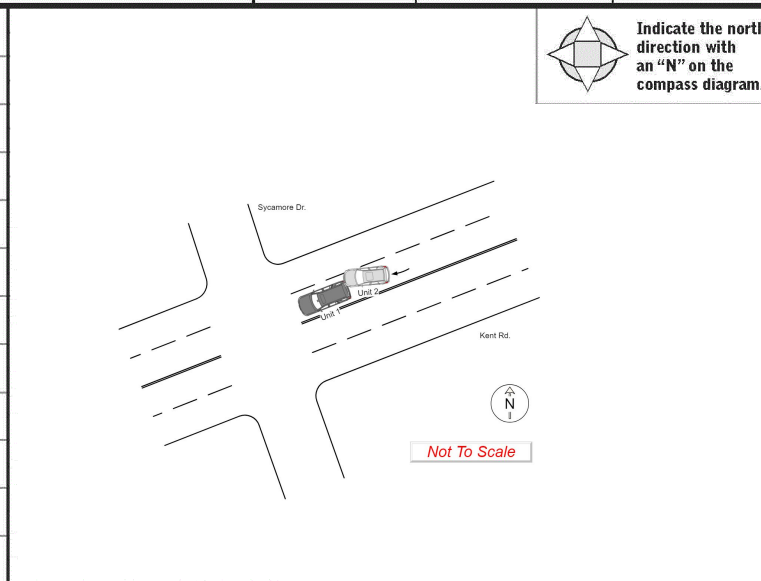 Indicate the north
direction with
an “N” on the
compass diagram.
Sycamore Dr.
Unit 2
Unit 1
Kent Rd.
N
Not To Scale